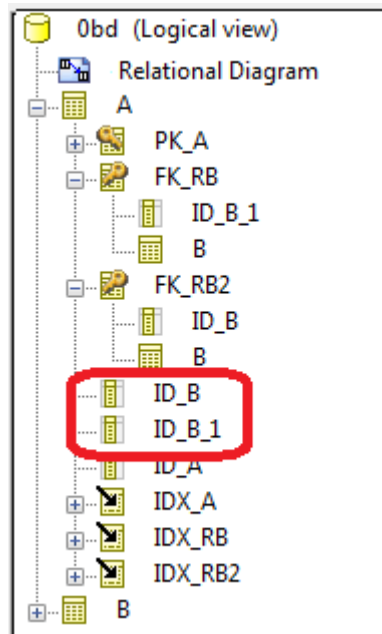 0bd (Logical view)
Relational Diagram
A
PK_A
FK_RB
ID_B_1
B
FK_RB2
ID_B
B
ID_B
ID_B_1
ID_A
IDX_A
IDX_RB
IDX_RB2
B